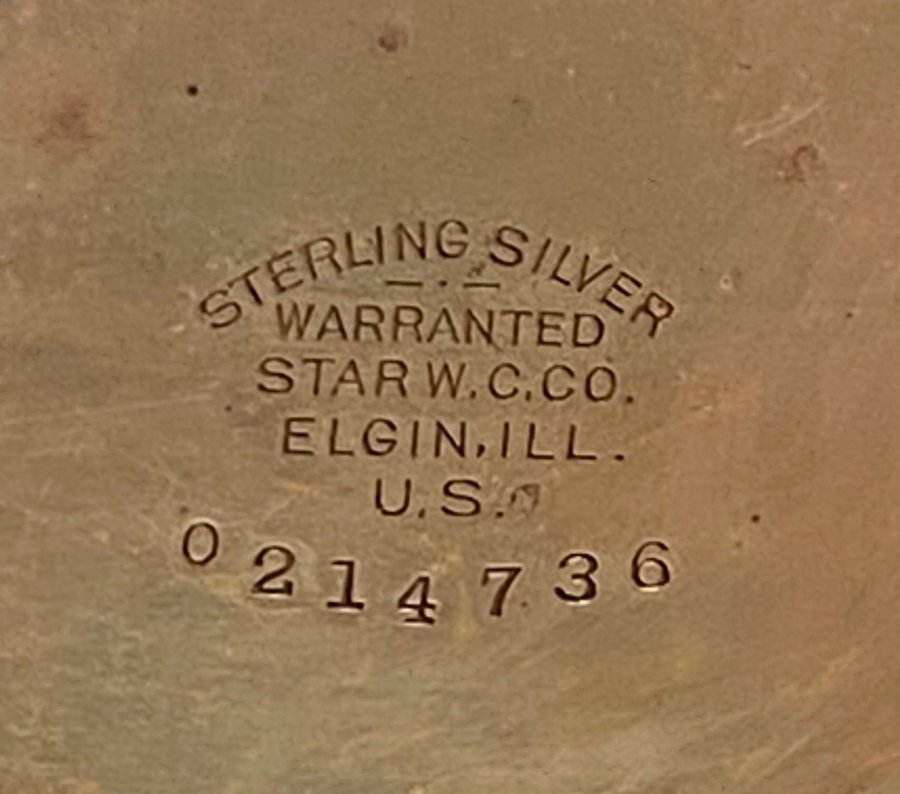 STERLING SILVER
WARRANTED
STAR W.C.CO.
ELGIN, ILL.
U.S.
0214736